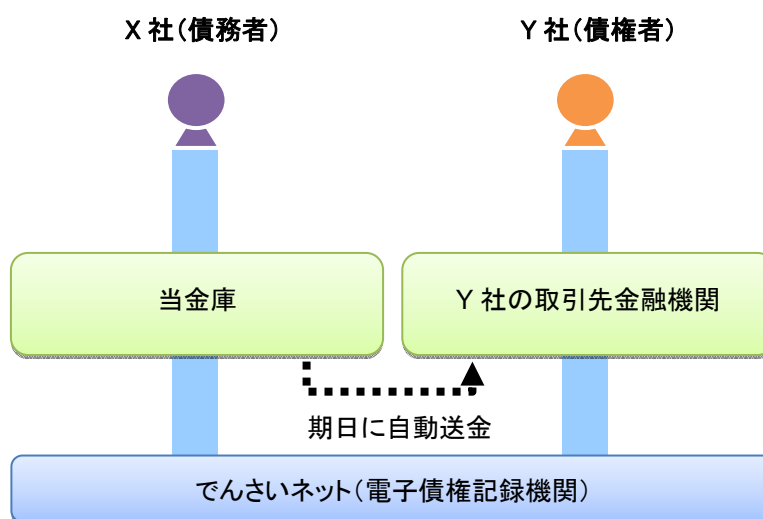 X 社(債務者)
Y 社(債権者)
当金庫
Y 社の取引先金融機関
期日に自動送金
でんさいネット(電子債権記録機関)